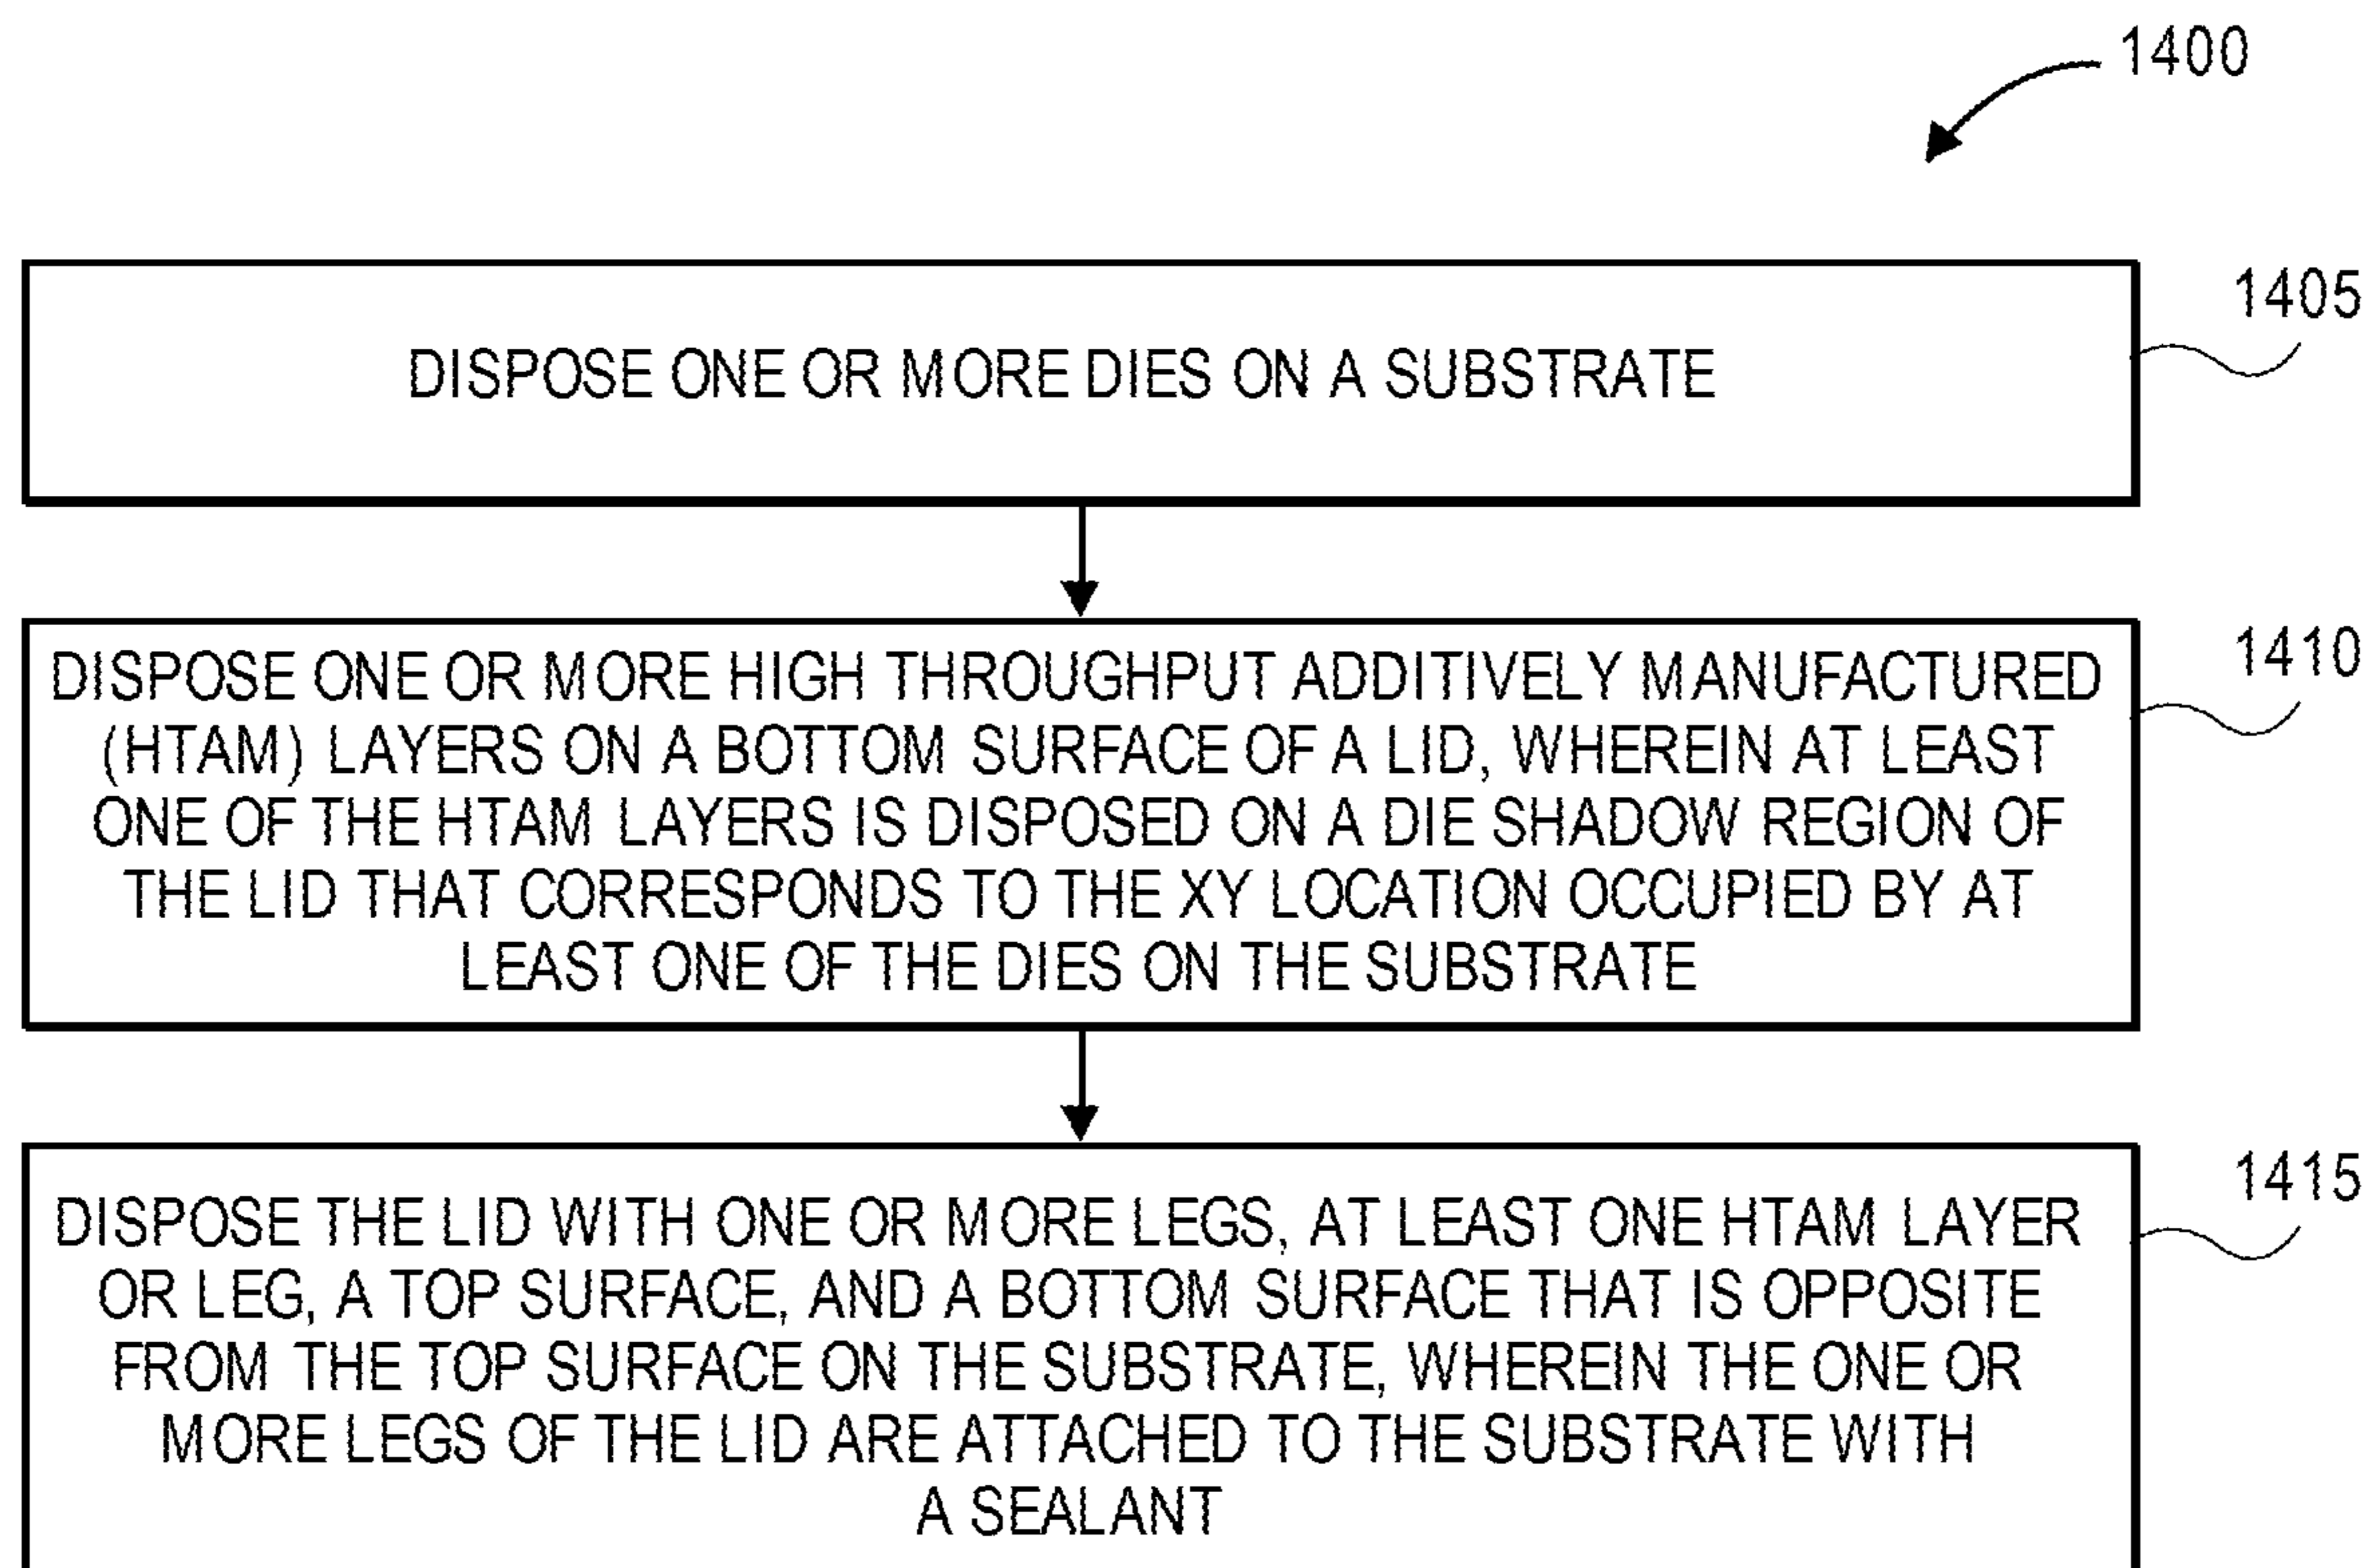 1400
1405
DISPOSE ONE OR MORE DIES ON A SUBSTRATE
1410
DISPOSE ONE OR MORE HIGH THROUGHPUT ADDITIVELY MANUFACTURED
(HTAM) LAYERS ON A BOTTOM SURFACE OF A LID, WHEREIN AT LEAST
ONE OF THE HTAM LAYERS IS DISPOSED ON A DIE SHADOW REGION OF
THE LID THAT CORRESPONDS TO THE XY LOCATION OCCUPIED BY AT
LEAST ONE OF THE DIES ON THE SUBSTRATE
1415
DISPOSE THE LID WITH ONE OR MORE LEGS, AT LEAST ONE HTAM LAYER
OR LEG, A TOP SURFACE, AND A BOTTOM SURFACE THAT IS OPPOSITE
FROM THE TOP SURFACE ON THE SUBSTRATE, WHEREIN THE ONE OR
MORE LEGS OF THE LID ARE ATTACHED TO THE SUBSTRATE WITH
A SEALANT